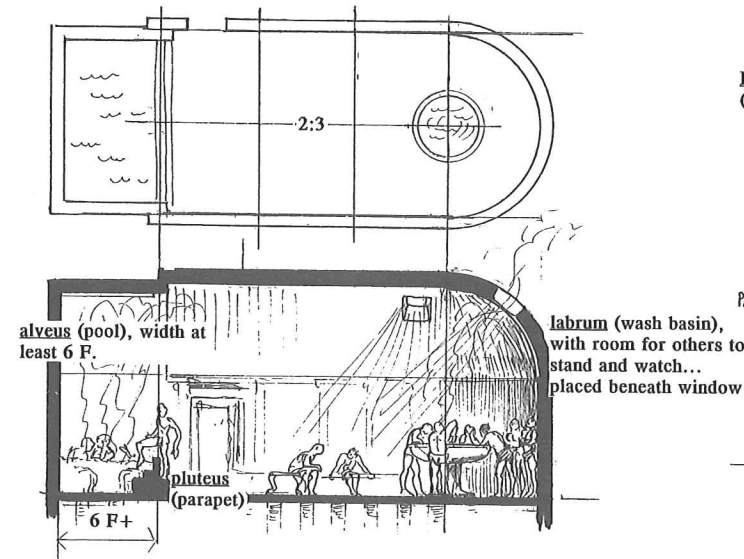 2:3
alveus (pool), width at
least 6 F.
labrum (wash basin),
with room for others to
stand and watch...
placed beneath window
pluteus
(parapet)
6 F+